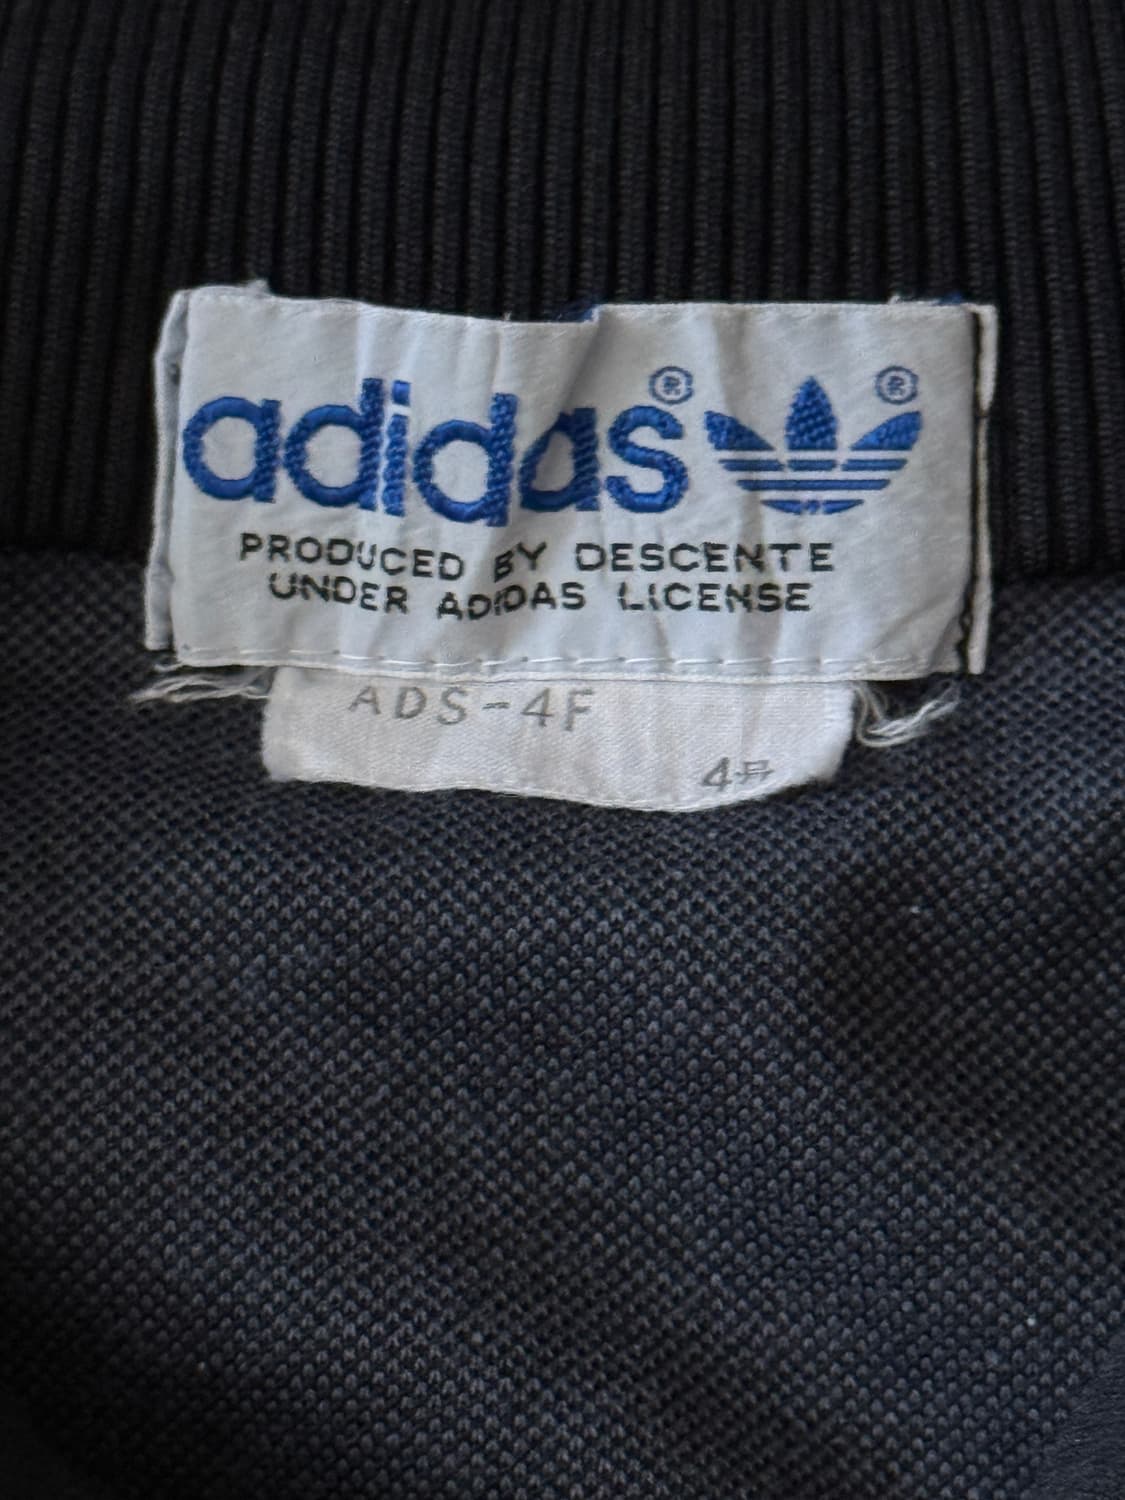 adidas® ®
PRODUCED BY DESCENTE
UNDER ADIDAS LICENSE
ADS-4F
4号